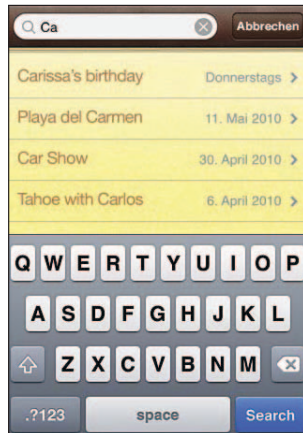 Ca Abbrechen
Carissa's birthday Donnerstags
Playa del Carmen 11. Mai 2010
Car Show 30. April 2010
Tahoe with Carlos 6. April 2010
Q W E R T Y U I O P
A S D F G H J K L
Z X C V B N M
.?123 space Search